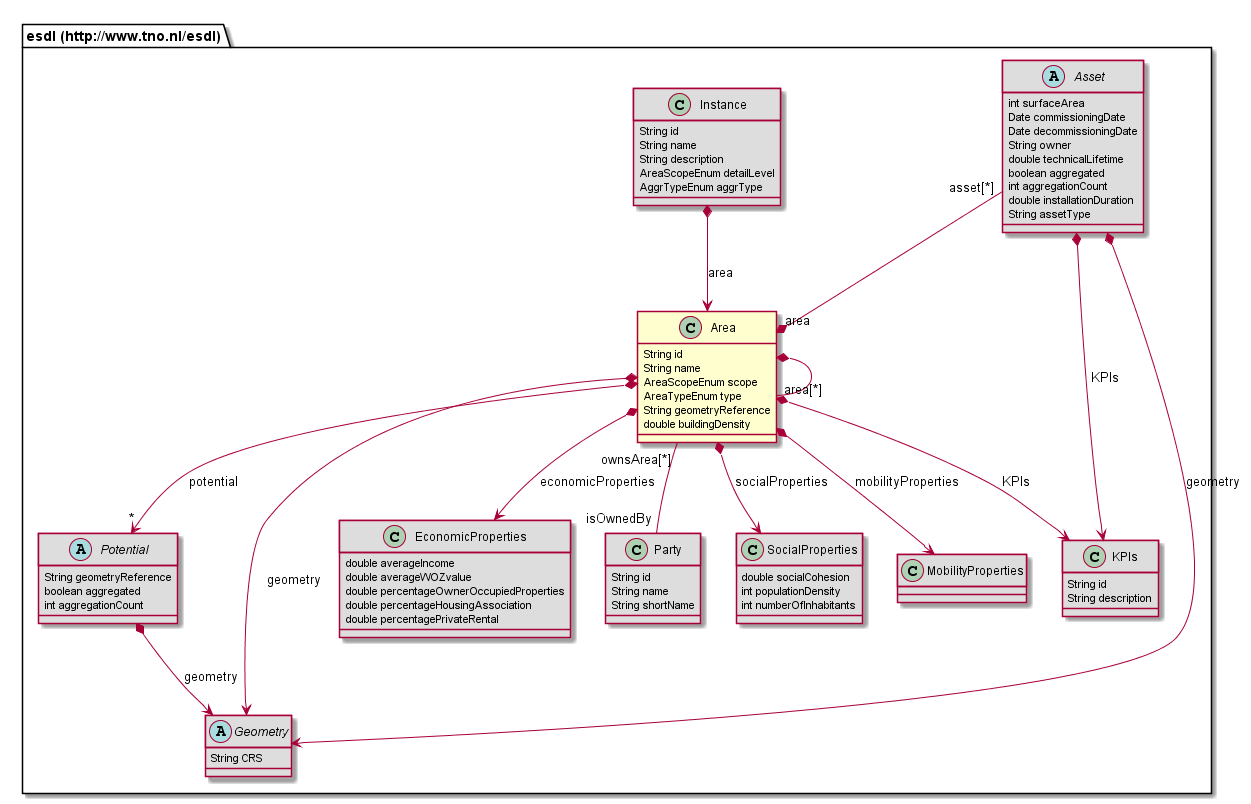 esdl (http://www.tno.nl/esdl)
A Asset
int surfaceArea
Date commissioningDate
Date decommissioningDate
String owner
double technicalLifetime
boolean aggregated
int aggregationCount
double installationDuration
String assetType
C Instance
String id
String name
String description
AreaScopeEnum detailLevel
AggrTypeEnum aggrType
asset[*]
area
area
C Area
String id
String name
AreaScopeEnum scope
AreaTypeEnum type
String geometryReference
double buildingDensity
area[*]
KPIs
ownsArea[*]
potential
economicProperties
socialProperties
mobilityProperties
KPIs
geometry
*
isOwnedBy
geometry
A Potential
String geometryReference
boolean aggregated
int aggregationCount
C EconomicProperties
double averageIncome
double averageWOZvalue
double percentageOwnerOccupiedProperties
double percentageHousingAssociation
double percentagePrivateRental
C Party
String id
String name
String shortName
C SocialProperties
double socialCohesion
int populationDensity
int numberOfInhabitants
C MobilityProperties
C KPIs
String id
String description
geometry
A Geometry
String CRS